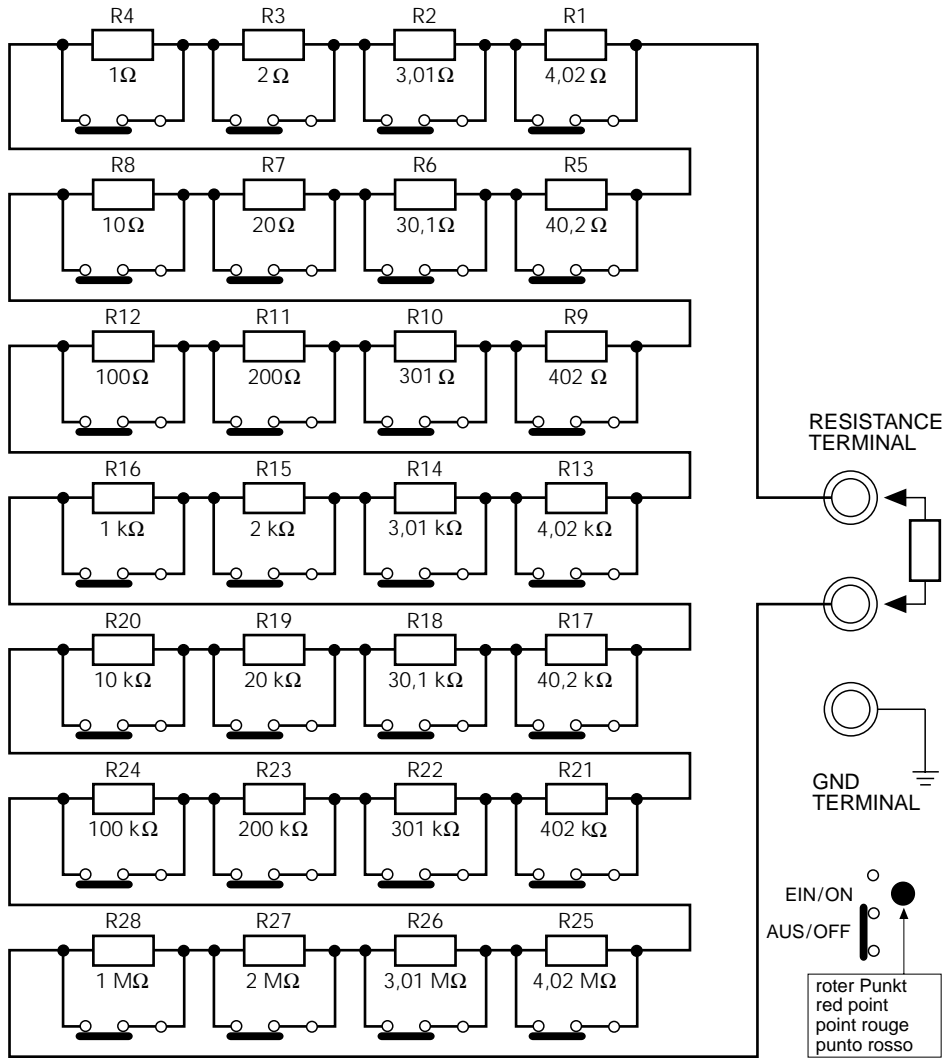 R4 R3 R2 R1
1Ω 2 Ω 3,01Ω 4,02 Ω
R8 R7 R6 R5
10Ω 20Ω 30,1Ω 40,2 Ω
R12 R11 R10 R9
100Ω 200Ω 301 Ω 402 Ω
RESISTANCE
TERMINAL
R16 R15 R14 R13
1 kΩ 2 kΩ 3,01 kΩ 4,02 kΩ
R20 R19 R18 R17
10 kΩ 20 kΩ 30,1 kΩ 40,2 kΩ
R24 R23 R22 R21
100 kΩ 200 kΩ 301 kΩ 402 kΩ
GND
TERMINAL
R28 R27 R26 R25
1 MΩ 2 MΩ 3,01 MΩ 4,02 MΩ
EIN/ON
AUS/OFF
roter Punkt
red point
point rouge
punto rosso